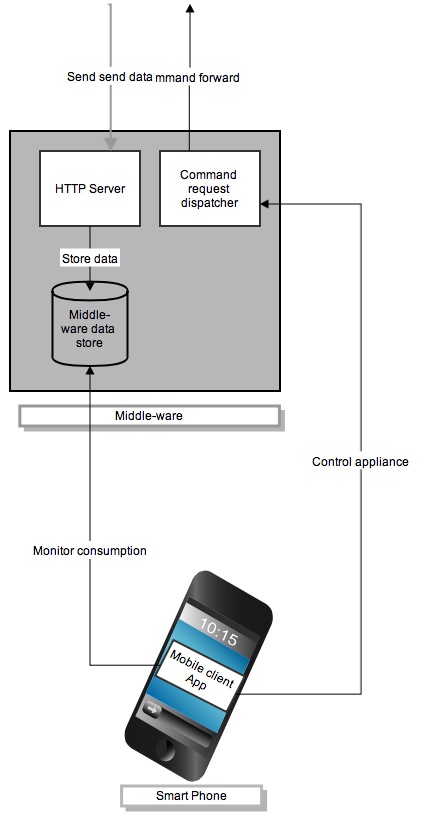 Send send data mmand forward
HTTP Server
Command
request
dispatcher
Store data
Middle-
ware data
store
Middle-ware
Control appliance
Monitor consumption
10:15
Mobile client
App
Smart Phone